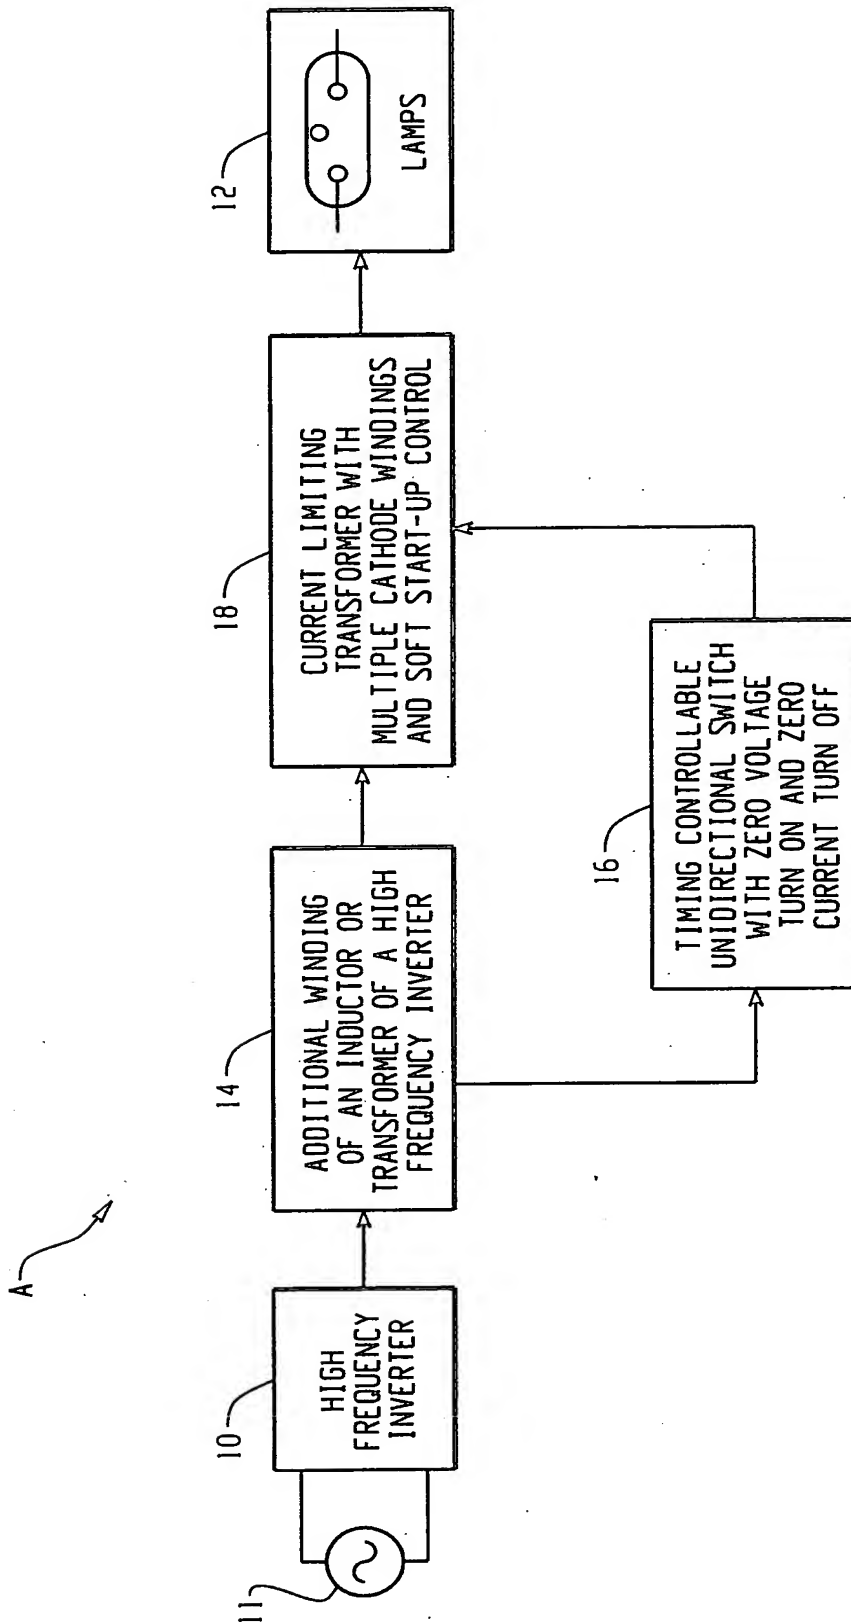 A
11
10
HIGH
FREQUENCY
INVERTER
14
ADDITIONAL WINDING
OF AN INDUCTOR OR
TRANSFORMER OF A HIGH
FREQUENCY INVERTER
18
CURRENT LIMITING
TRANSFORMER WITH
MULTIPLE CATHODE WINDINGS
AND SOFT START-UP CONTROL
12
LAMPS
16
TIMING CONTROLLABLE
UNIDIRECTIONAL SWITCH
WITH ZERO VOLTAGE
TURN ON AND ZERO
CURRENT TURN OFF